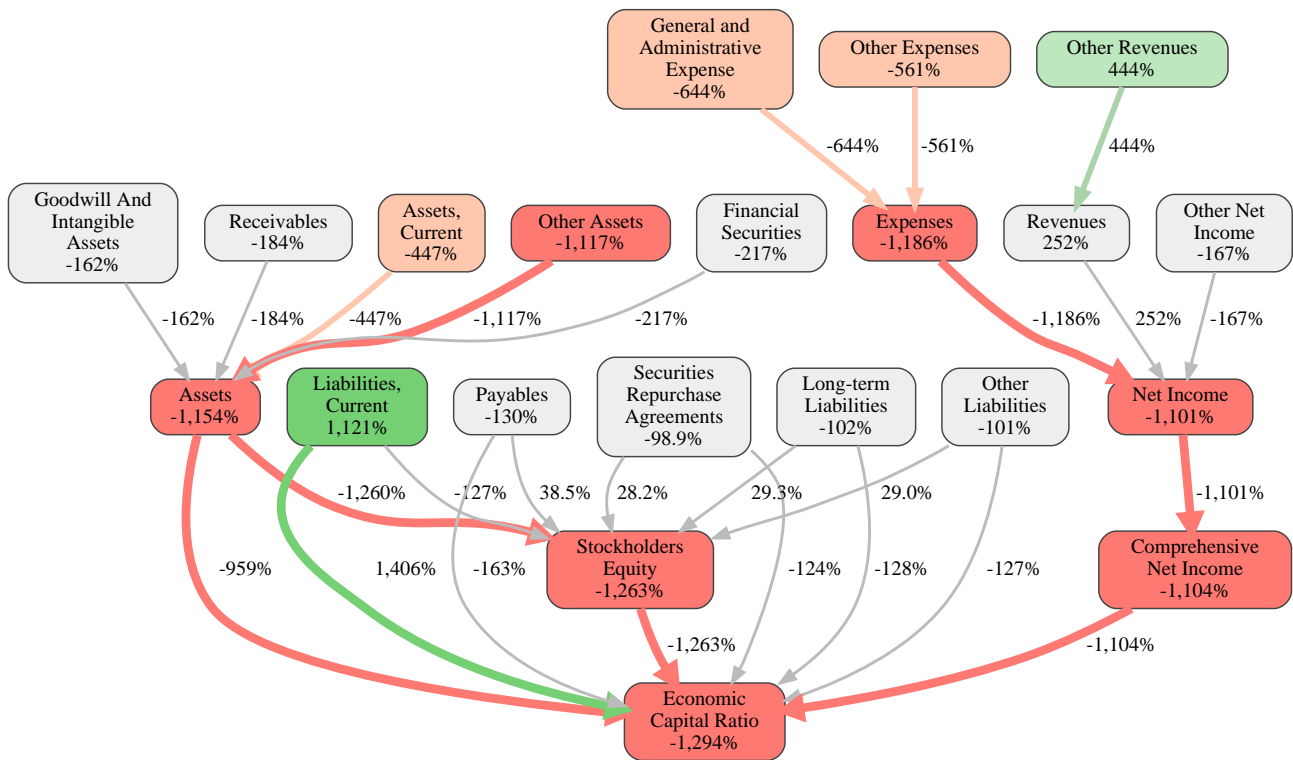 General and
Administrative
Expense
-644%
Other Expenses
-561%
Other Revenues
444%
-644%
-561%
444%
Goodwill And
Intangible
Assets
-162%
Receivables
-184%
Assets,
Current
-447%
Other Assets
-1,117%
Financial
Securities
-217%
Expenses
-1,186%
Revenues
252%
Other Net
Income
-167%
-162%
-184%
-447%
-1,117%
-217%
-1,186%
252%
-167%
Assets
-1,154%
Liabilities,
Current
1,121%
Payables
-130%
Securities
Repurchase
Agreements
-98.9%
Long-term
Liabilities
-102%
Other
Liabilities
-101%
Net Income
-1,101%
-1,260%
-127%
38.5%
28.2%
29.3%
29.0%
-1,101%
Stockholders
Equity
-1,263%
Comprehensive
Net Income
-1,104%
-959%
1,406%
-163%
-124%
-128%
-127%
-1,263%
-1,104%
Economic
Capital Ratio
-1,294%